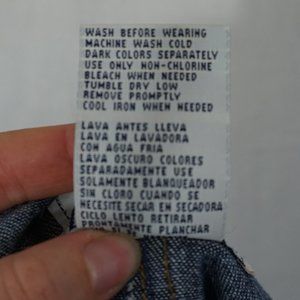 WASH BEFORE WEARING
MACHINE WASH COLD
DARK COLORS SEPARATELY
USE ONLY NON-CHLORINE
BLEACH WHEN NEEDED
TUMBLE DRY LOW
REMOVE PROMPTLY
COOL IRON WHEN NEEDED
LAVA ANTES LLEVA
LAVA EN LAVADORA
CON AGUA FRIA
LAVA OSCURO COLORES
SEPARADAMENTE USE
SOLAMENTE BLANQUEADOR
SIN CLORO CUANDO SE
NECESITE SECAR EN SECADORA
CICLO LENTO RETIRAR
PRONTAMENTE PLANCHAR